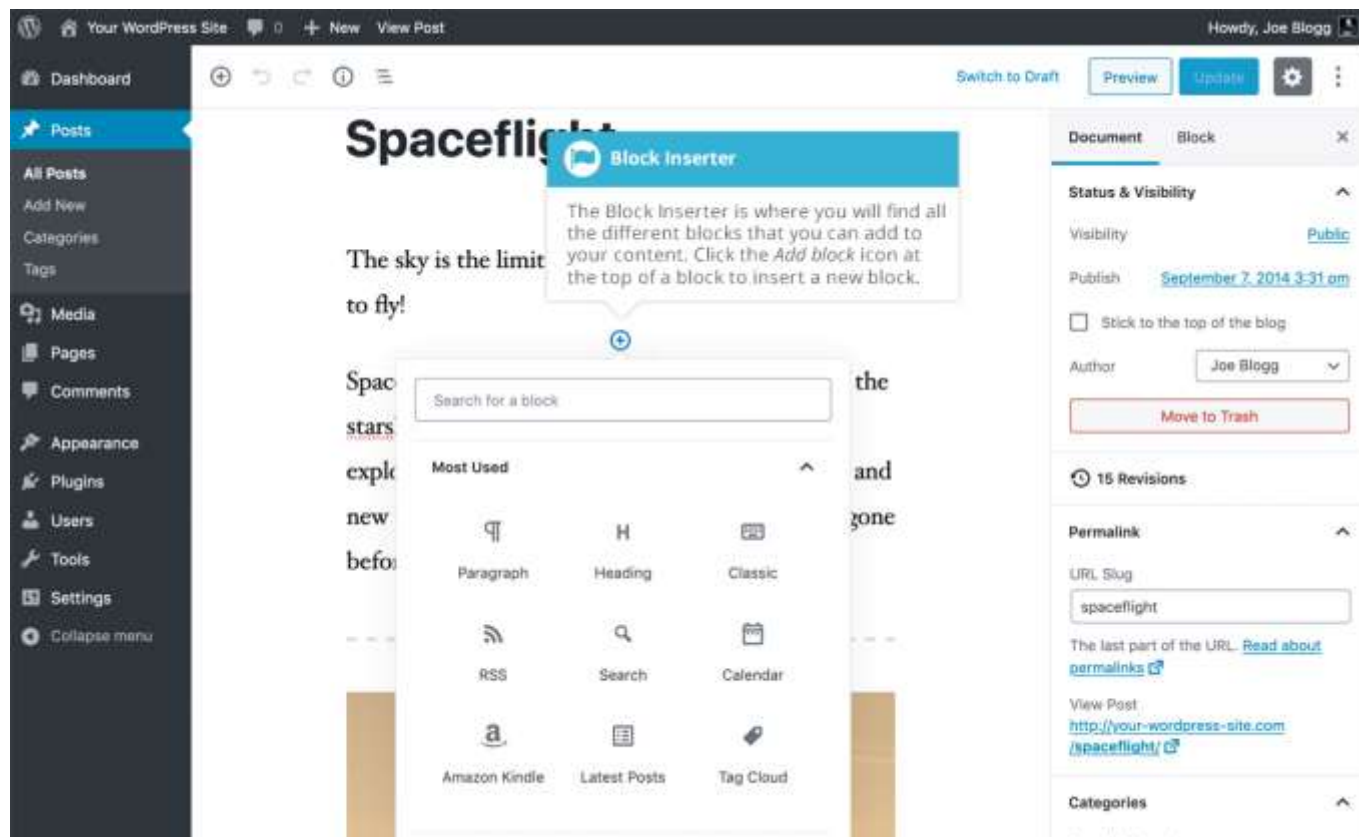 Your WordPress Site 0 + New View Post Howdy, Joe Blogg
Dashboard
Posts
All Posts
Add New
Categories
Tags
Media
Pages
Comments
Appearance
Plugins
Users
Tools
Settings
Collapse menu
Switch to Draft Preview Update
Spaceflig
Block Inserter
The Block Inserter is where you will find all
the different blocks that you can add to
your content. Click the Add block icon at
the top of a block to insert a new block.
The sky is the limit
to fly!
Spac the
stars
explo and
new gone
befo
Search for a block
Most Used
Paragraph Heading Classic
RSS Search Calendar
Amazon Kindle Latest Posts Tag Cloud
Document Block
Status & Visibility
Visibility Public
Publish September 7, 2014 3:31 pm
Stick to the top of the blog
Author Joe Blogg
Move to Trash
15 Revisions
Permalink
URL Slug
spaceflight
The last part of the URL. Read about
permalinks
View Post
http://your-wordpress-site.com
/spaceflight/
Categories